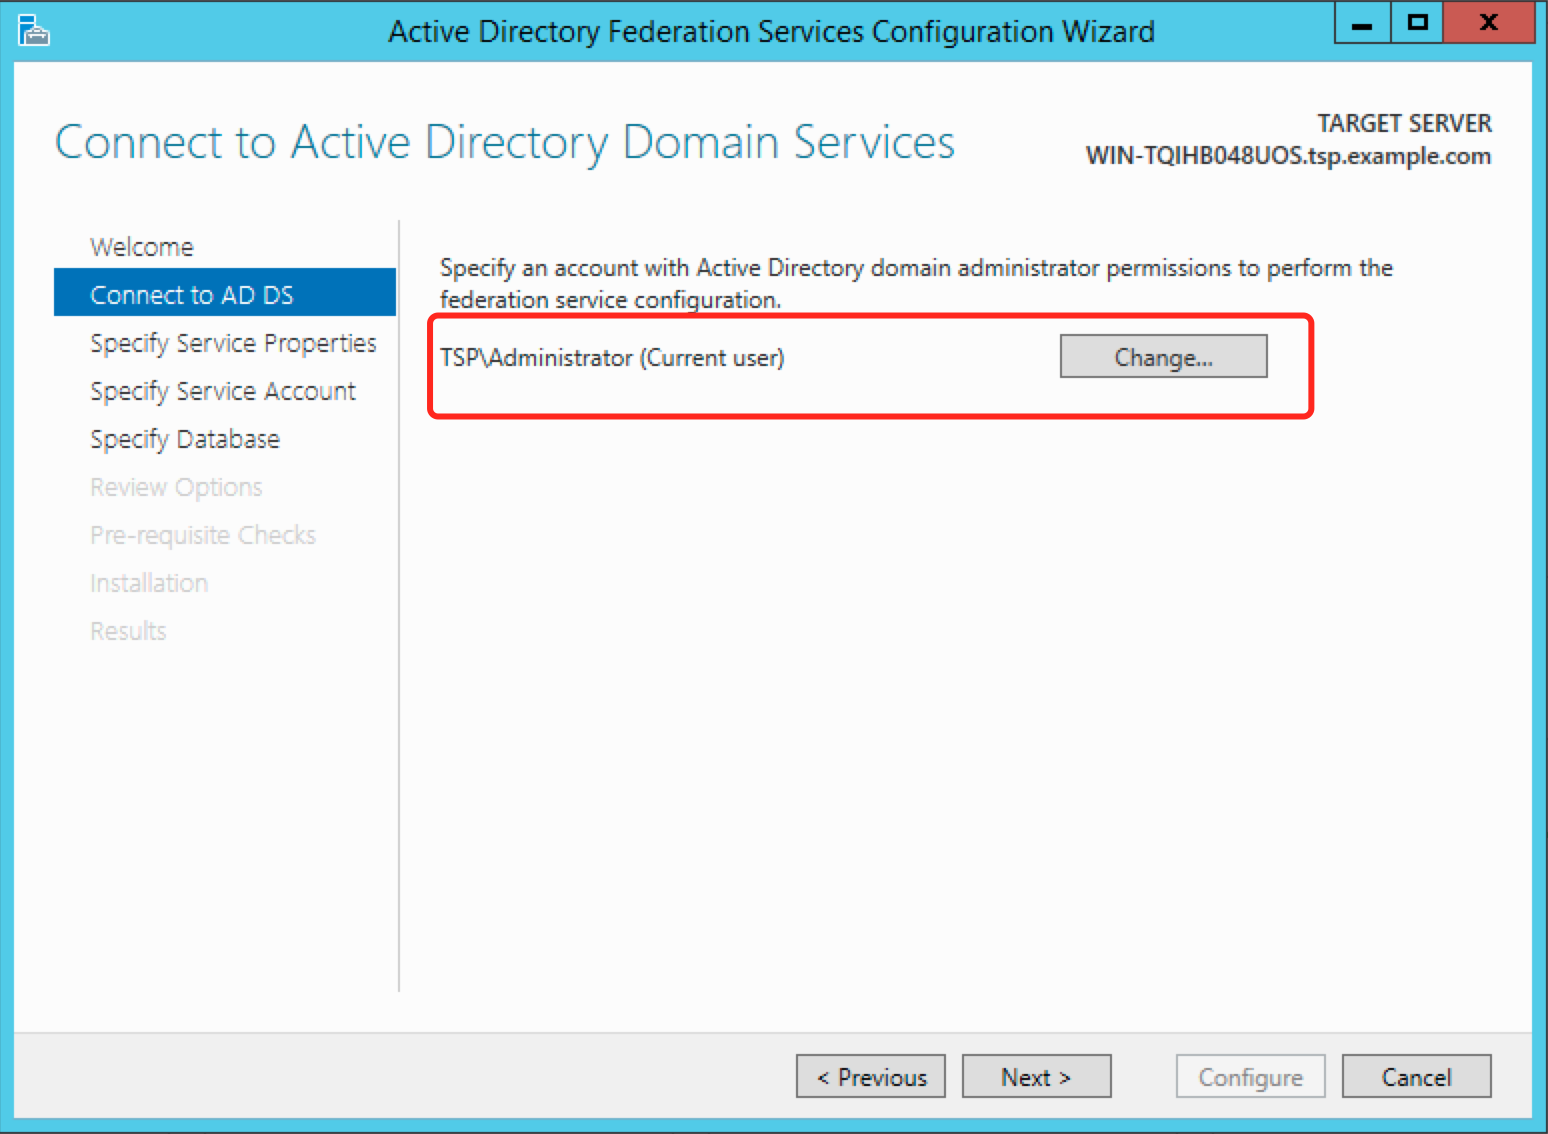 Active Directory Federation Services Configuration Wizard
Connect to Active Directory Domain Services
TARGET SERVER
WIN-TQIHB048UOS.tsp.example.com
Welcome
Connect to AD DS
Specify Service Properties
Specify Service Account
Specify Database
Review Options
Pre-requisite Checks
Installation
Results
Specify an account with Active Directory domain administrator permissions to perform the
federation service configuration.
TSP\Administrator (Current user)
Change...
< Previous
Next >
Configure
Cancel